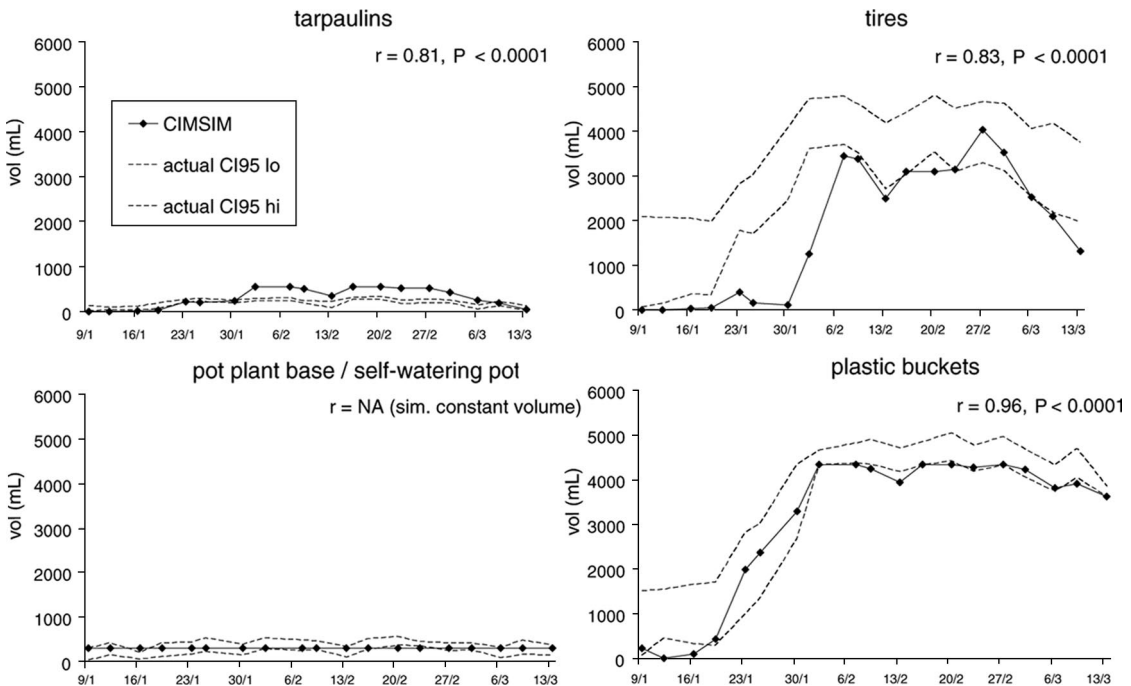 tarpaulins
r = 0.81, P < 0.0001
6000
5000
4000
3000
2000
1000
0
vol (mL)
CIMSIM
actual CI95 lo
actual CI95 hi
9/1 16/1 23/1 30/1 6/2 13/2 20/2 27/2 6/3 13/3
tires
r = 0.83, P < 0.0001
6000
5000
4000
3000
2000
1000
0
vol (mL)
9/1 16/1 23/1 30/1 6/2 13/2 20/2 27/2 6/3 13/3
pot plant base / self-watering pot
r = NA (sim. constant volume)
6000
5000
4000
3000
2000
1000
0
vol (mL)
9/1 16/1 23/1 30/1 6/2 13/2 20/2 27/2 6/3 13/3
plastic buckets
r = 0.96, P < 0.0001
6000
5000
4000
3000
2000
1000
0
vol (mL)
9/1 16/1 23/1 30/1 6/2 13/2 20/2 27/2 6/3 13/3